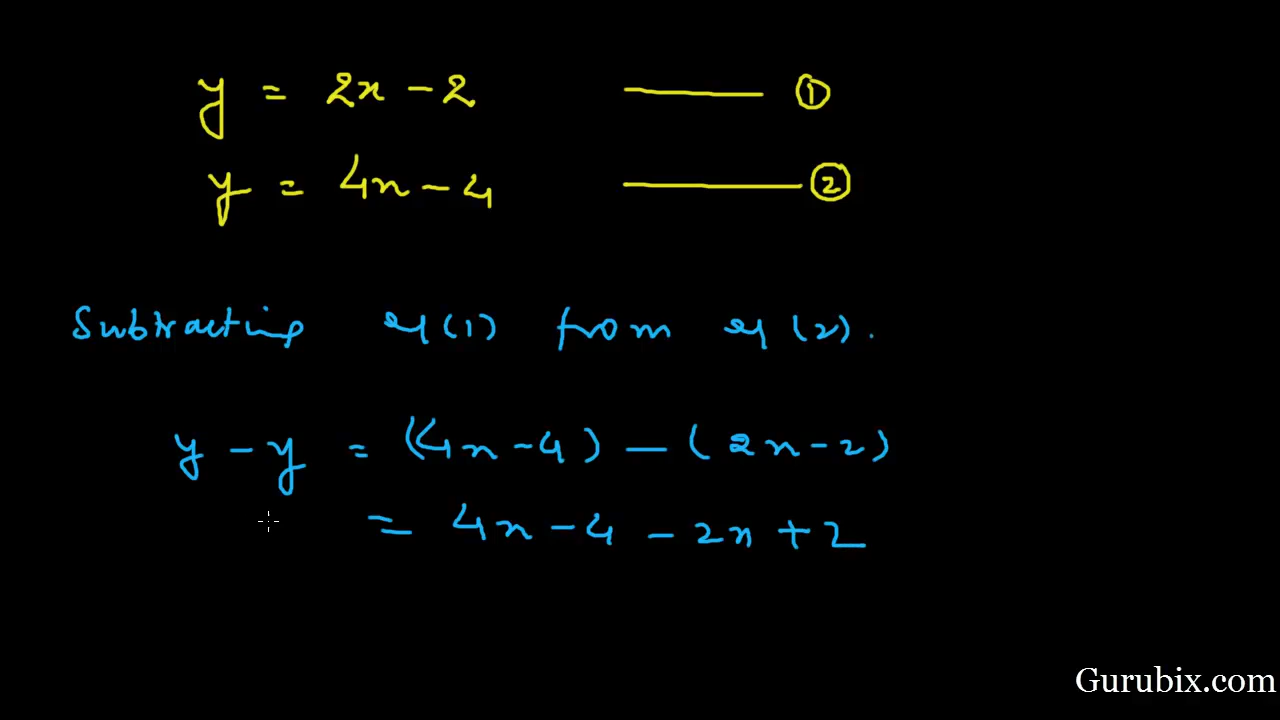 y = 2x - 2 ——— ①
y = 4x - 4 ——— ②
Subtracting eq (1) from eq (2).
y - y = (4x - 4) - (2x - 2)
= 4x - 4 - 2x + 2
Gurubix.com